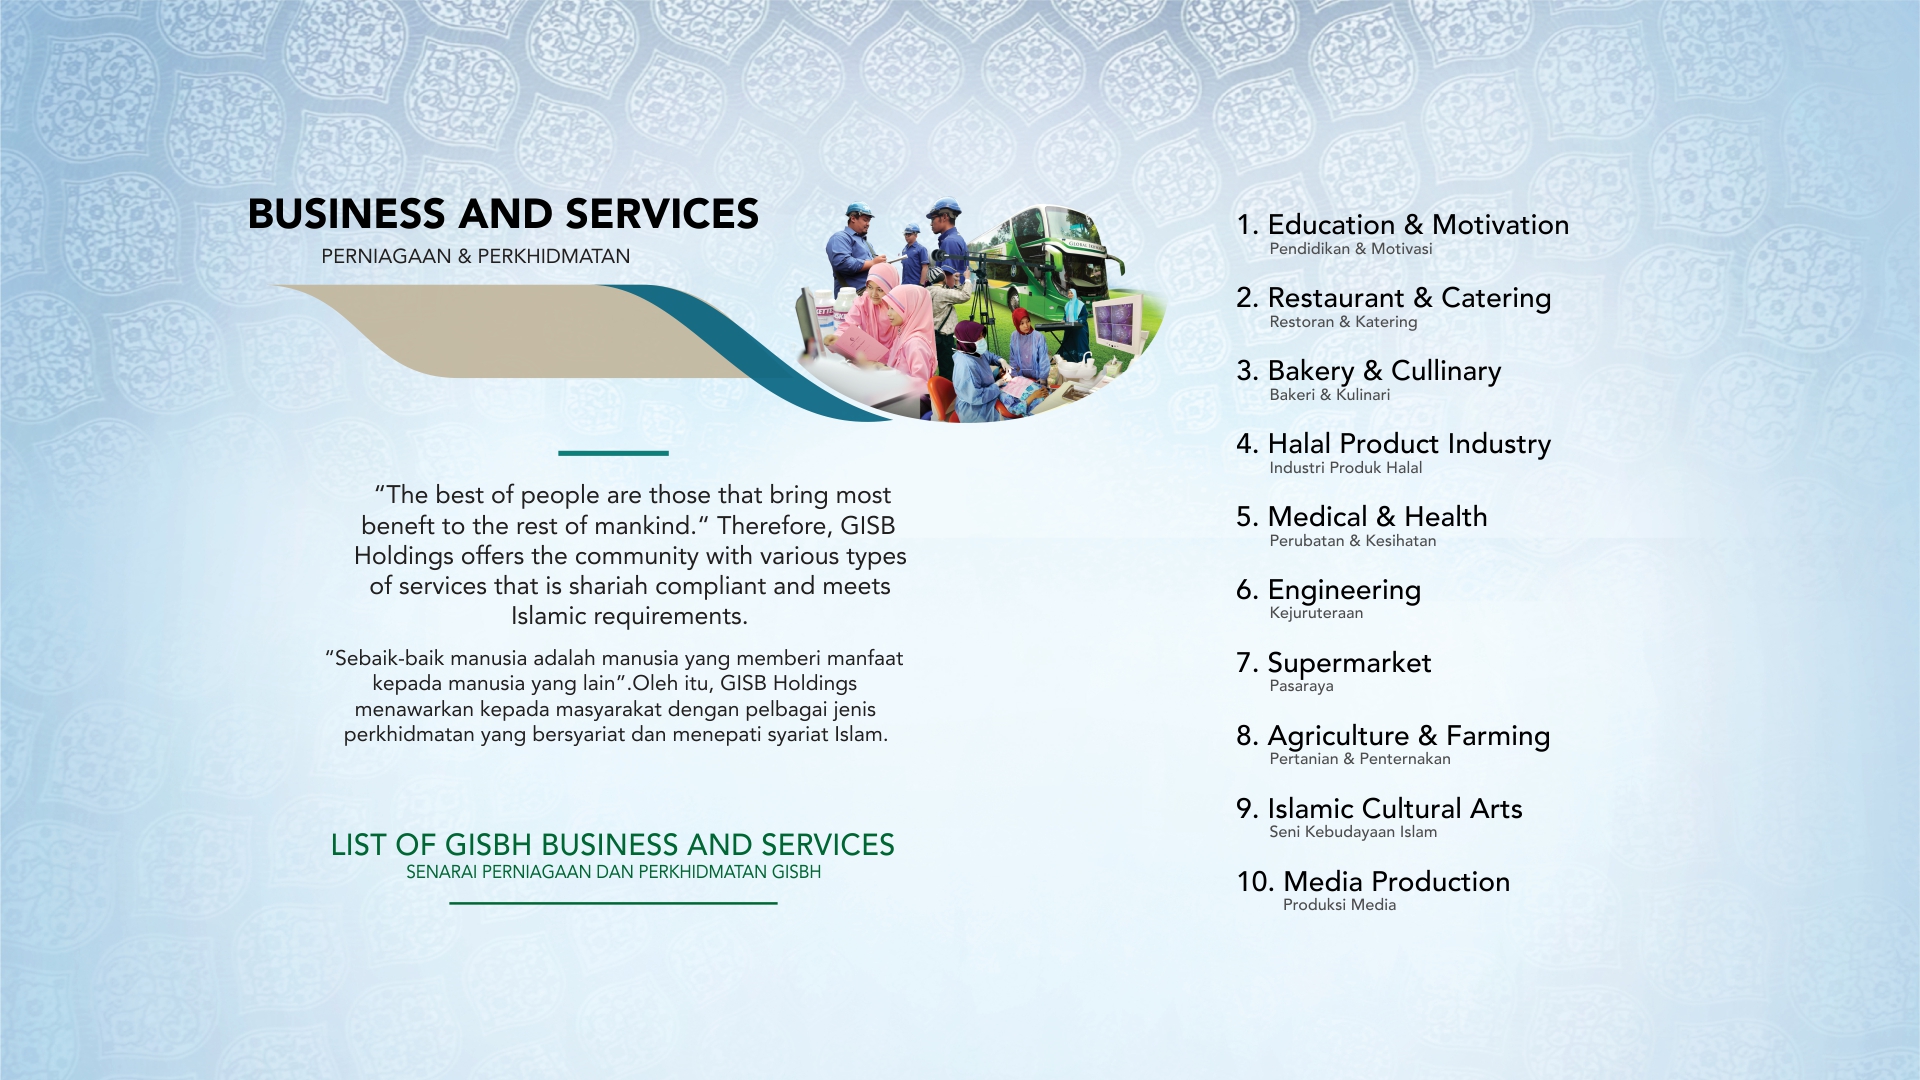 BUSINESS AND SERVICES
PERNIAGAAN & PERKHIDMATAN
“The best of people are those that bring most
beneft to the rest of mankind.“ Therefore, GISB
Holdings offers the community with various types
of services that is shariah compliant and meets
Islamic requirements.
“Sebaik-baik manusia adalah manusia yang memberi manfaat
kepada manusia yang lain”.Oleh itu, GISB Holdings
menawarkan kepada masyarakat dengan pelbagai jenis
perkhidmatan yang bersyariat dan menepati syariat Islam.
LIST OF GISBH BUSINESS AND SERVICES
SENARAI PERNIAGAAN DAN PERKHIDMATAN GISBH
1. Education & Motivation
Pendidikan & Motivasi
2. Restaurant & Catering
Restoran & Katering
3. Bakery & Cullinary
Bakeri & Kulinari
4. Halal Product Industry
Industri Produk Halal
5. Medical & Health
Perubatan & Kesihatan
6. Engineering
Kejuruteraan
7. Supermarket
Pasaraya
8. Agriculture & Farming
Pertanian & Penternakan
9. Islamic Cultural Arts
Seni Kebudayaan Islam
10. Media Production
Produksi Media